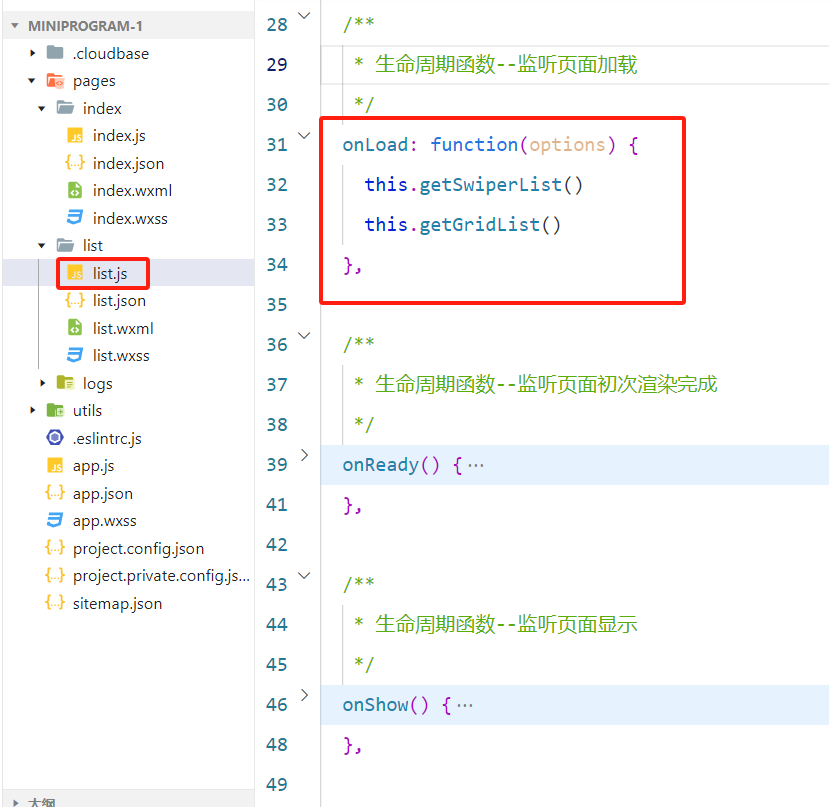 MINIPROGRAM-1
.cloudbase
pages
index
index.js
index.json
index.wxml
index.wxss
list
list.js
list.json
list.wxml
list.wxss
logs
utils
.eslintrc.js
app.js
app.json
app.wxss
project.config.json
project.private.config.js...
sitemap.json
大纲
28 /**
29 * 生命周期函数--监听页面加载
30 */
31 onLoad: function(options) {
32 this.getSwiperList()
33 this.getGridList()
34 },
35
36 /**
37 * 生命周期函数--监听页面初次渲染完成
38 */
39 onReady() { ···
41 },
42
43 /**
44 * 生命周期函数--监听页面显示
45 */
46 onShow() { ···
48 },
49